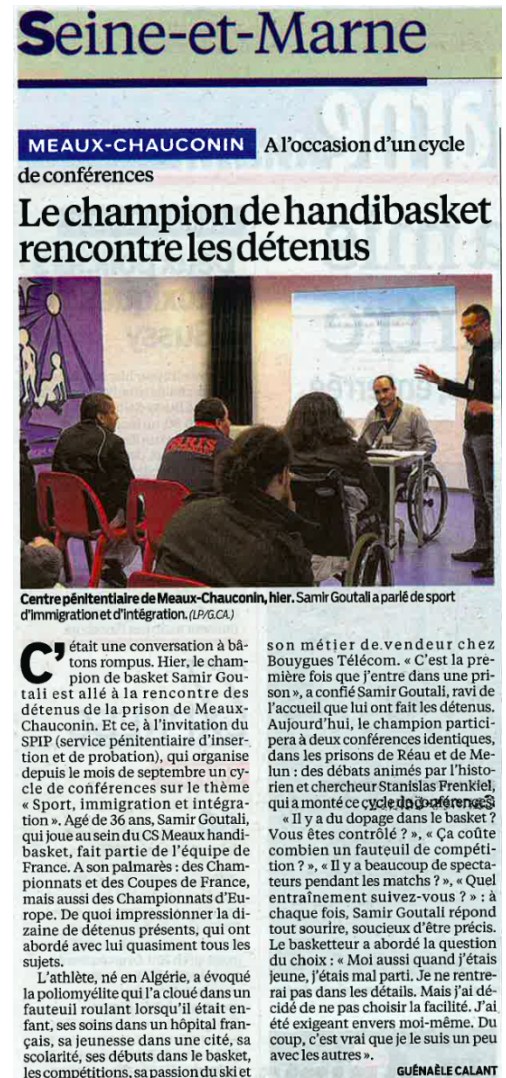 Seine-et-Marne
MEAUX-CHAUCONIN A l'occasion d'un cycle
de conférences
Le champion de handibasket
rencontre les détenus
PARIS
Centre pénitentiaire de Meaux-Chauconin, hier. Samir Goutali a parlé de sport
d'immigration et d'intégration. (LP/G.CA.)
C'était une conversation à bâ-
tons rompus. Hier, le cham-
pion de basket Samir Gou-
tali est allé à la rencontre des
détenus de la prison de Meaux-
Chauconin. Et ce, à l'invitation du
SPIP (service pénitentiaire d'inser-
tion et de probation), qui organise
depuis le mois de septembre un cy-
cle de conférences sur le thème
« Sport, immigration et intégra-
tion ». Agé de 36 ans, Samir Goutali,
qui joue au sein du CS Meaux handi-
basket, fait partie de l'équipe de
France. A son palmarès : des Cham-
pionnats et des Coupes de France,
mais aussi des Championnats d'Eu-
rope. De quoi impressionner la di-
zaine de détenus présents, qui ont
abordé avec lui quasiment tous les
sujets.
L'athlète, né en Algérie, a évoqué
la poliomyélite qui l'a cloué dans un
fauteuil roulant lorsqu'il était en-
fant, ses soins dans un hôpital fran-
çais, sa jeunesse dans une cité, sa
scolarité, ses débuts dans le basket,
les compétitions, sa passion du ski et
son métier de vendeur chez
Bouygues Télécom. « C'est la pre-
mière fois que j'entre dans une pri-
son », a confié Samir Goutali, ravi de
l'accueil que lui ont fait les détenus.
Aujourd'hui, le champion partici-
pera à deux conférences identiques,
dans les prisons de Réau et de Me-
lun : des débats animés par l'histo-
rien et chercheur Stanislas Frenkiel,
qui a monté ce cycle de conférences.
« Il y a du dopage dans le basket ?
Vous êtes contrôlé ? », « Ça coûte
combien un fauteuil de compéti-
tion ? », « Il y a beaucoup de specta-
teurs pendant les matchs ? », « Quel
entraînement suivez-vous ? » : à
chaque fois, Samir Goutali répond
tout sourire, soucieux d'être précis.
Le basketteur a abordé la question
du choix : « Moi aussi quand j'étais
jeune, j'étais mal parti. Je ne rentre-
rai pas dans les détails. Mais j'ai dé-
cidé de ne pas choisir la facilité. J'ai
été exigeant envers moi-même. Du
coup, c'est vrai que je le suis un peu
avec les autres ».
GUÉNAÈLE CALANT